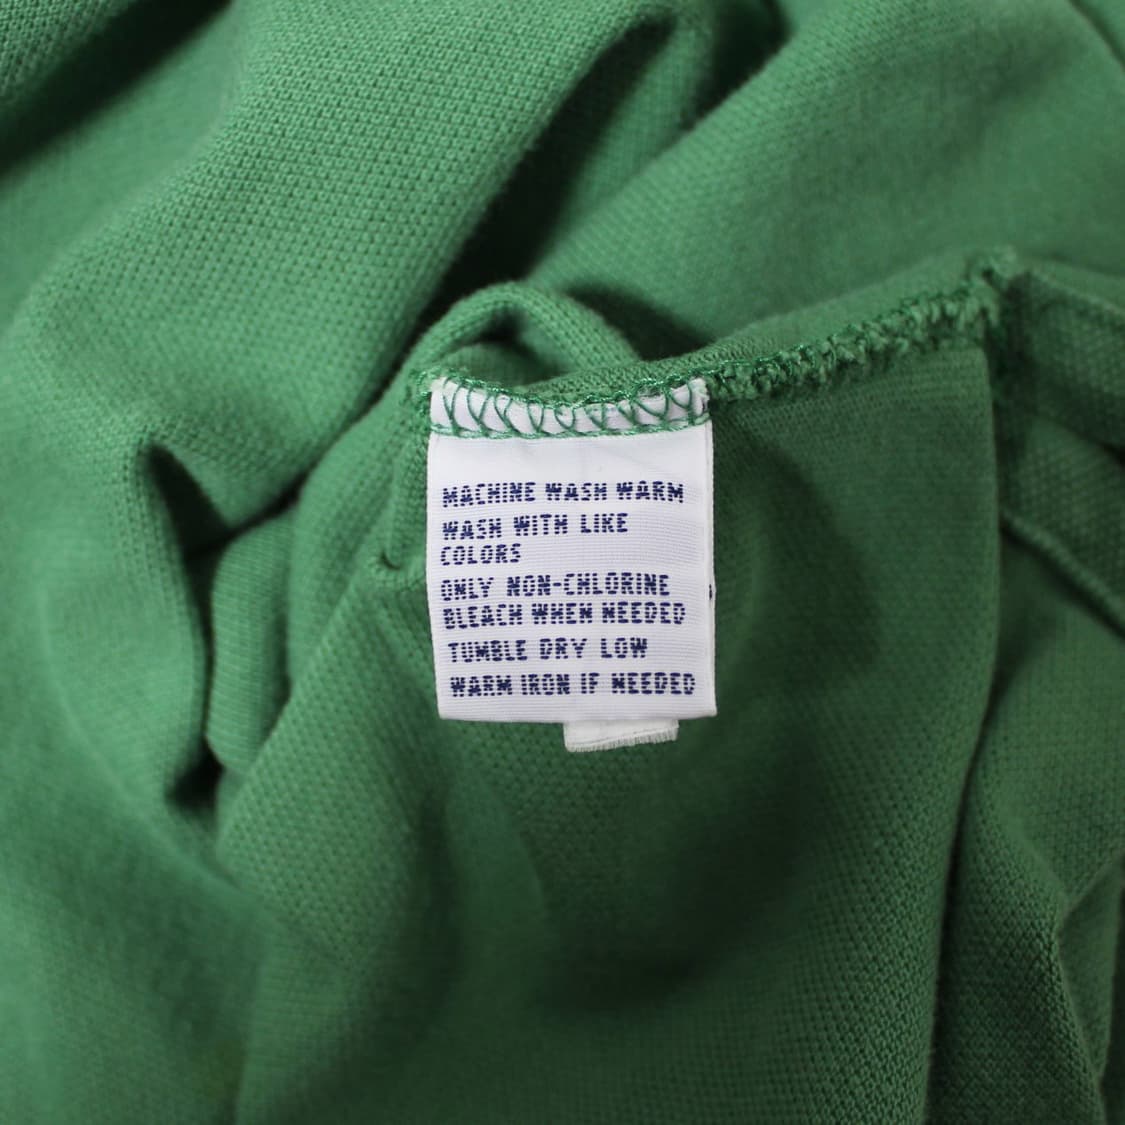 MACHINE WASH WARM
WASH WITH LIKE
COLORS
ONLY NON-CHLORINE
BLEACH WHEN NEEDED
TUMBLE DRY LOW
WARM IRON IF NEEDED